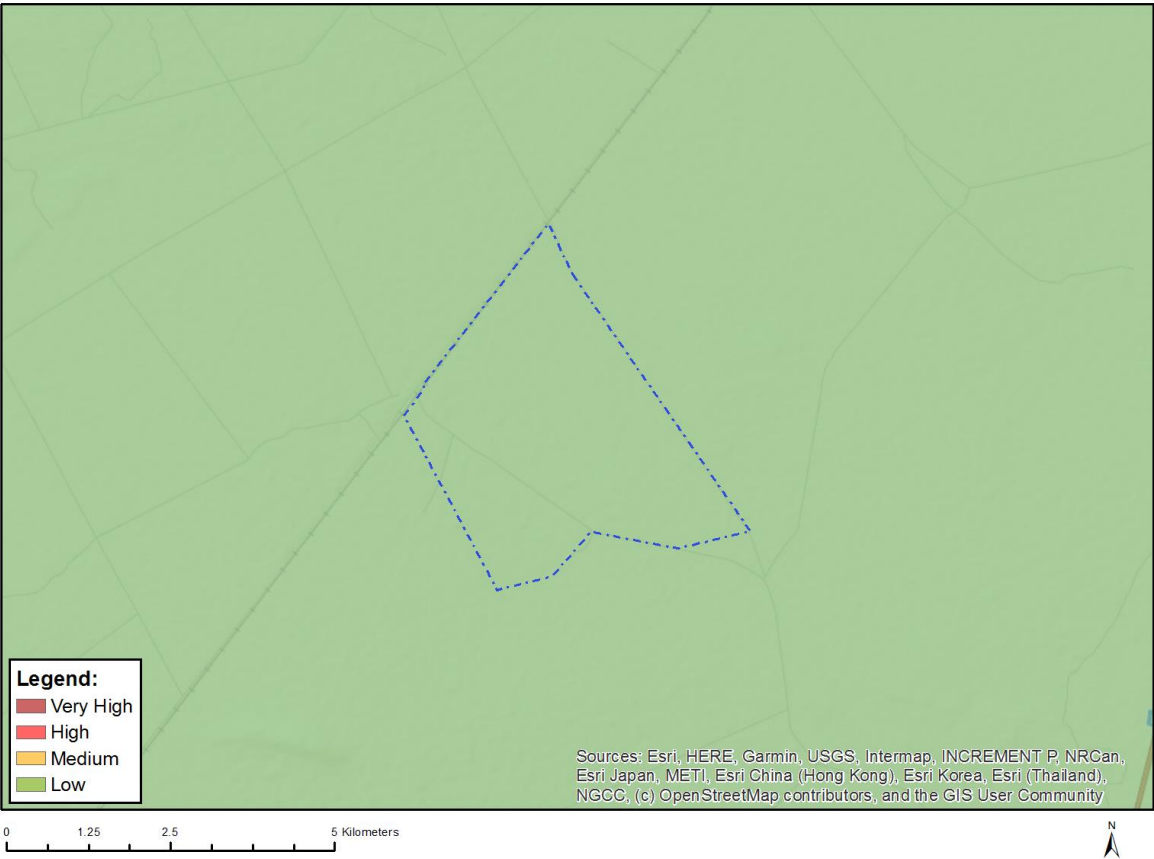 Legend:
Very High
High
Medium
Low
Sources: Esri, HERE, Garmin, USGS, Intermap, INCREMENT P, NRCan,
Esri Japan, METI, Esri China (Hong Kong), Esri Korea, Esri (Thailand),
NGCC, (c) OpenStreetMap contributors, and the GIS User Community
0 1.25 2.5 5 Kilometers
N